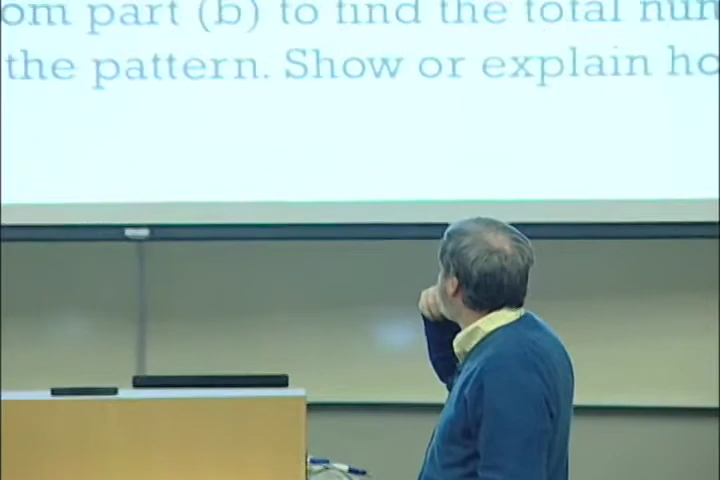 om part (b) to find the total num
the pattern. Show or explain ho